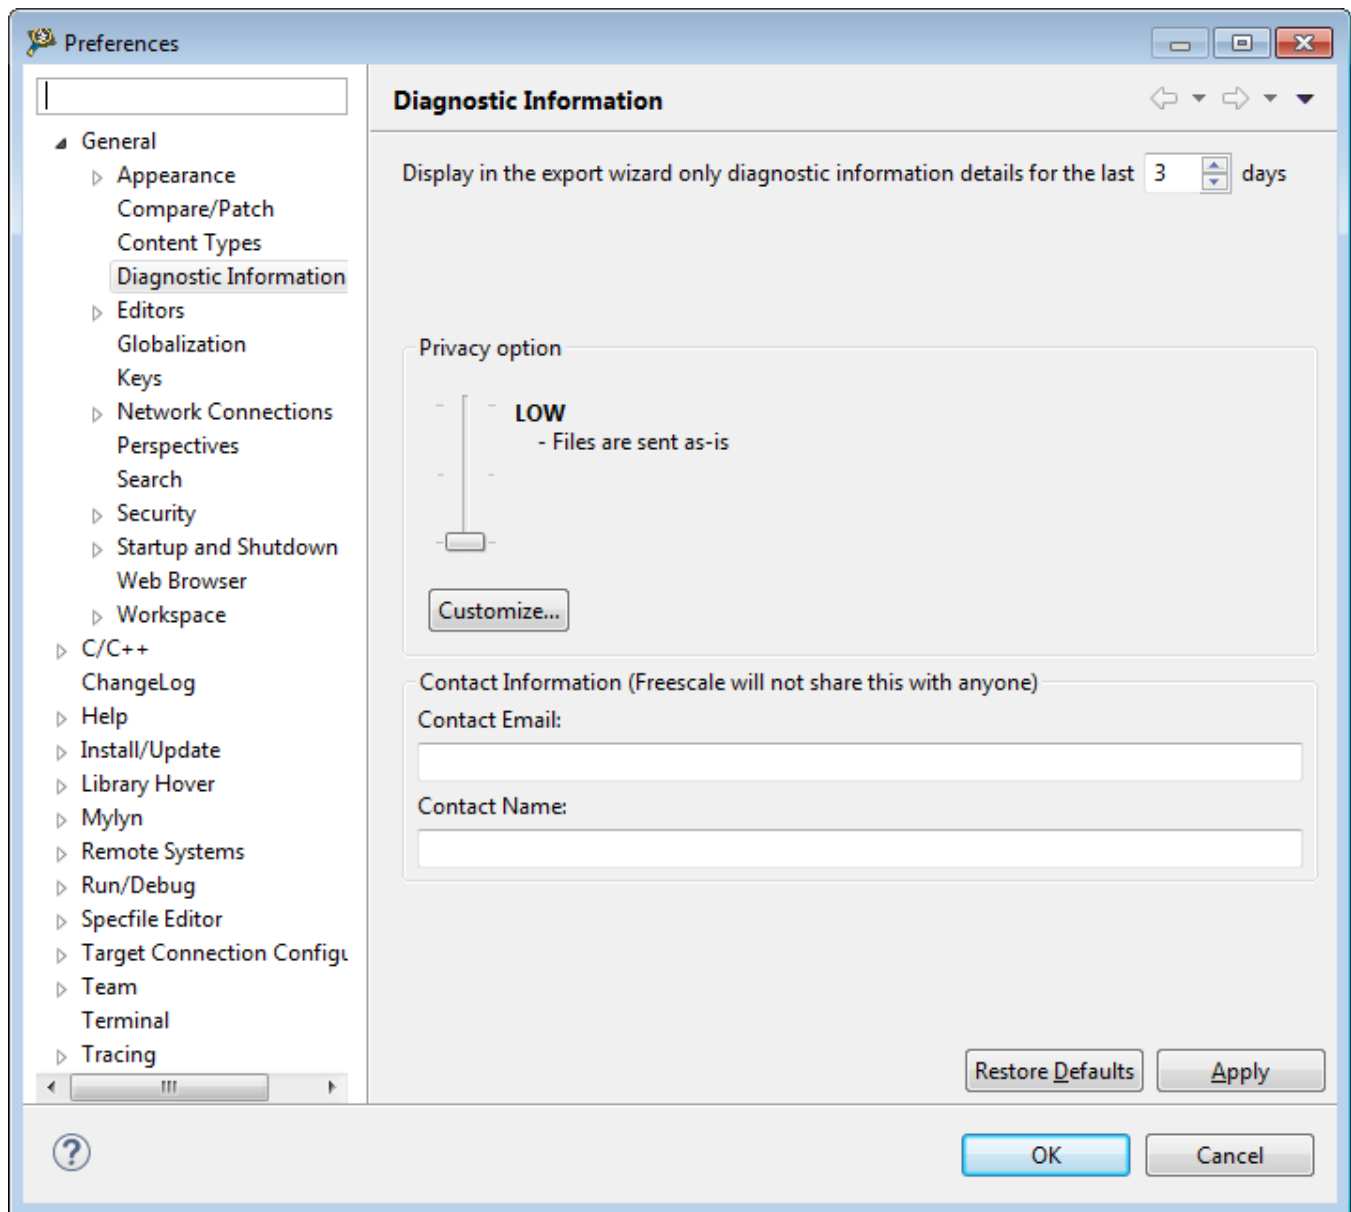 Preferences
Diagnostic Information
General
Appearance
Compare/Patch
Content Types
Diagnostic Information
Editors
Globalization
Keys
Network Connections
Perspectives
Search
Security
Startup and Shutdown
Web Browser
Workspace
C/C++
ChangeLog
Help
Install/Update
Library Hover
Mylyn
Remote Systems
Run/Debug
Specfile Editor
Target Connection Configu
Team
Terminal
Tracing
Display in the export wizard only diagnostic information details for the last 3 days
Privacy option
LOW
- Files are sent as-is
Customize...
Contact Information (Freescale will not share this with anyone)
Contact Email:
Contact Name:
Restore Defaults Apply
? OK Cancel